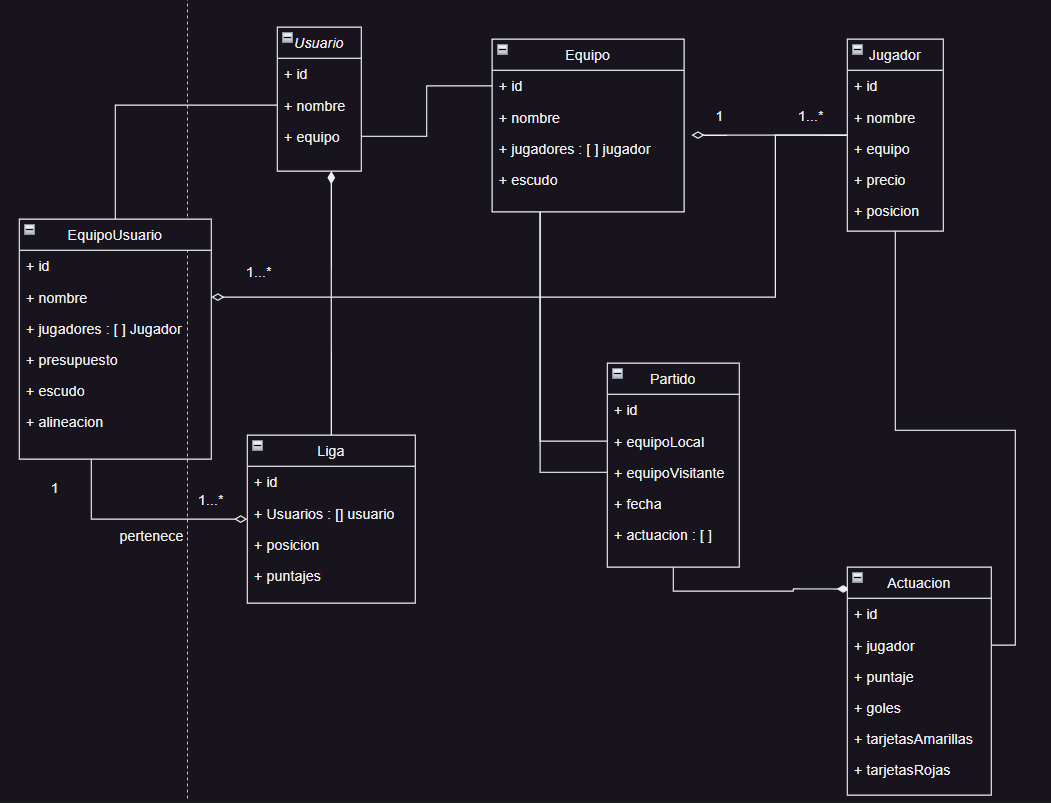 Usuario
+ id
+ nombre
+ equipo
Equipo
+ id
+ nombre
+ jugadores : [ ] jugador
+ escudo
1
1...*
Jugador
+ id
+ nombre
+ equipo
+ precio
+ posicion
EquipoUsuario
+ id
+ nombre
+ jugadores : [ ] Jugador
+ presupuesto
+ escudo
+ alineacion
1...*
1
1...*
pertenece
Liga
+ id
+ Usuarios : [] usuario
+ posicion
+ puntajes
Partido
+ id
+ equipoLocal
+ equipoVisitante
+ fecha
+ actuacion : [ ]
Actuacion
+ id
+ jugador
+ puntaje
+ goles
+ tarjetasAmarillas
+ tarjetasRojas